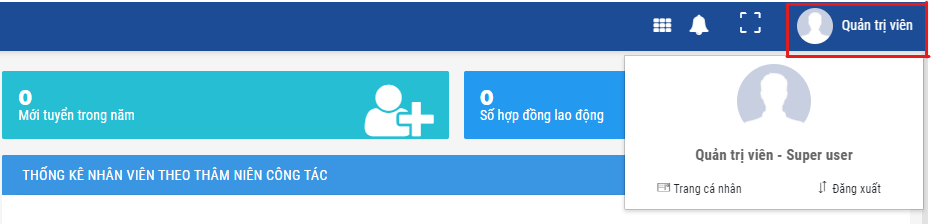 Quản trị viên
0
Mới tuyển trong năm
0
Số hợp đồng lao động
THỐNG KÊ NHÂN VIÊN THEO THÂM NIÊN CÔNG TÁC
Quản trị viên - Super user
Trang cá nhân
Đăng xuất